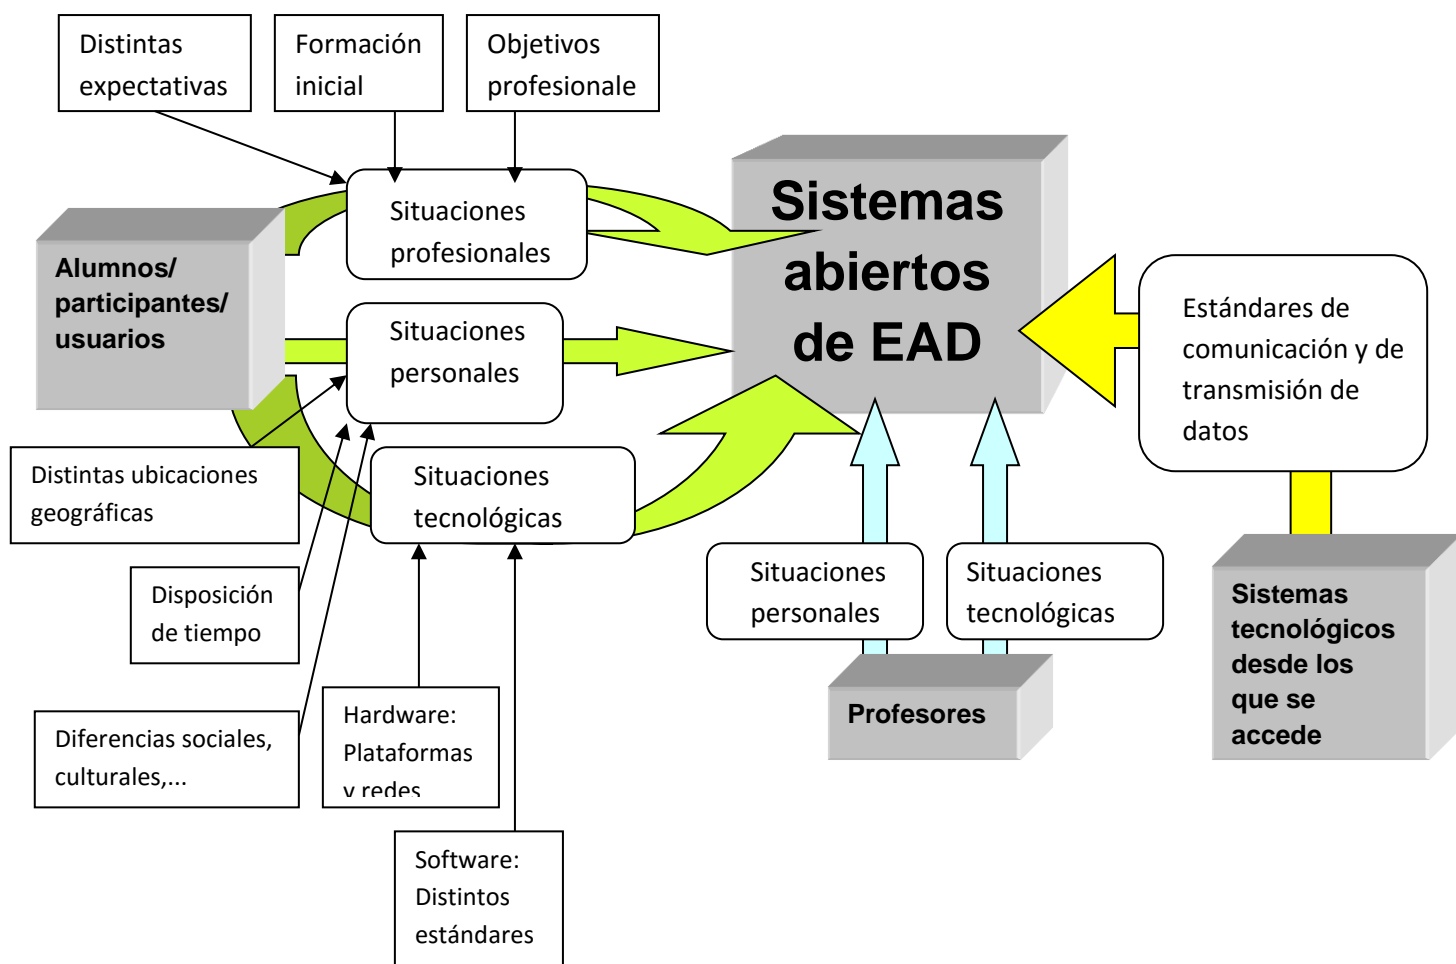 Distintas
expectativas
Formación
inicial
Objetivos
profesionale
Situaciones
profesionales
Sistemas
abiertos
de EAD
Alumnos/
participantes/
usuarios
Situaciones
personales
Estándares de
comunicación y de
transmisión de
datos
Distintas ubicaciones
geográficas
Situaciones
tecnológicas
Disposición
de tiempo
Situaciones
personales
Situaciones
tecnológicas
Sistemas
tecnológicos
desde los
que se
accede
Profesores
Diferencias sociales,
culturales,...
Hardware:
Plataformas
y redes
Software:
Distintos
estándares